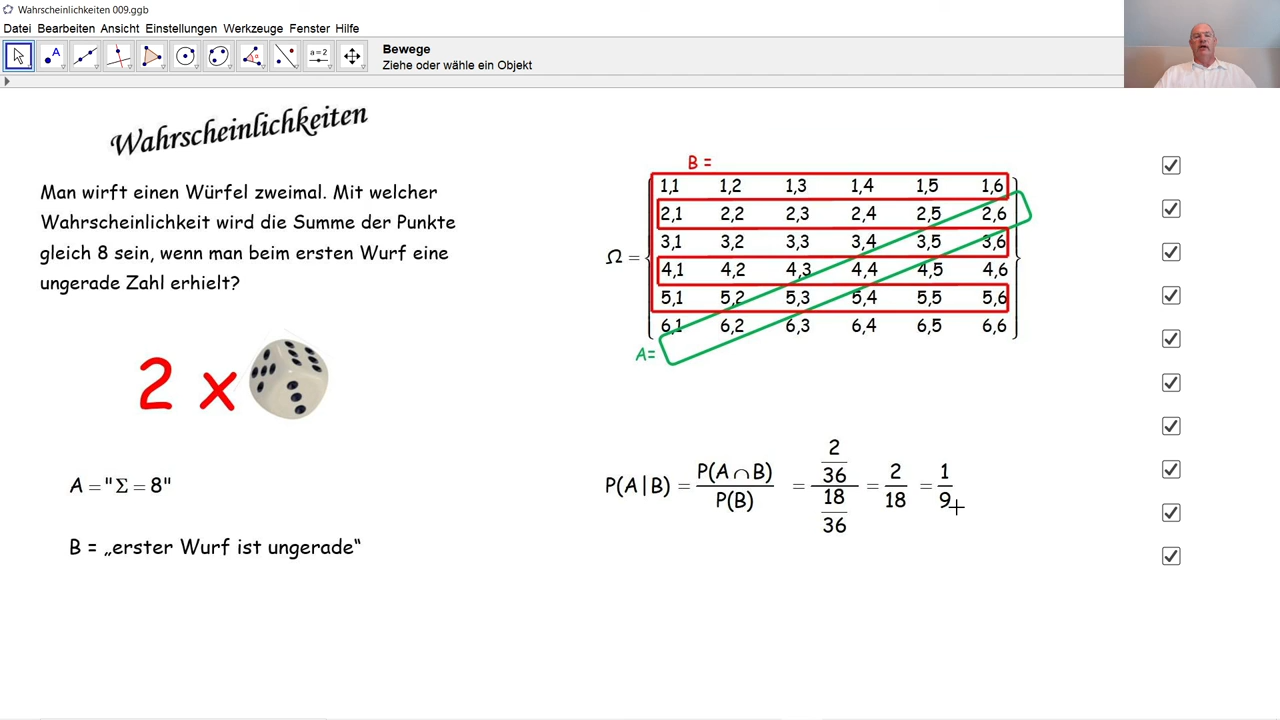 Wahrscheinlichkeiten 009.ggb
Datei Bearbeiten Ansicht Einstellungen Werkzeuge Fenster Hilfe
A
a=2
Bewege
Ziehe oder wähle ein Objekt
Wahrscheinlichkeiten
Man wirft einen Würfel zweimal. Mit welcher
Wahrscheinlichkeit wird die Summe der Punkte
gleich 8 sein, wenn man beim ersten Wurf eine
ungerade Zahl erhielt?
2 x
A = "Σ = 8"
B = „erster Wurf ist ungerade“
B =
1,1 1,2 1,3 1,4 1,5 1,6
2,1 2,2 2,3 2,4 2,5 2,6
3,1 3,2 3,3 3,4 3,5 3,6
Ω =
4,1 4,2 4,3 4,4 4,5 4,6
5,1 5,2 5,3 5,4 5,5 5,6
6,1 6,2 6,3 6,4 6,5 6,6
A=
P(A|B) = P(A∩B) / P(B) = 2/36 / 18/36 = 2/18 = 1/9